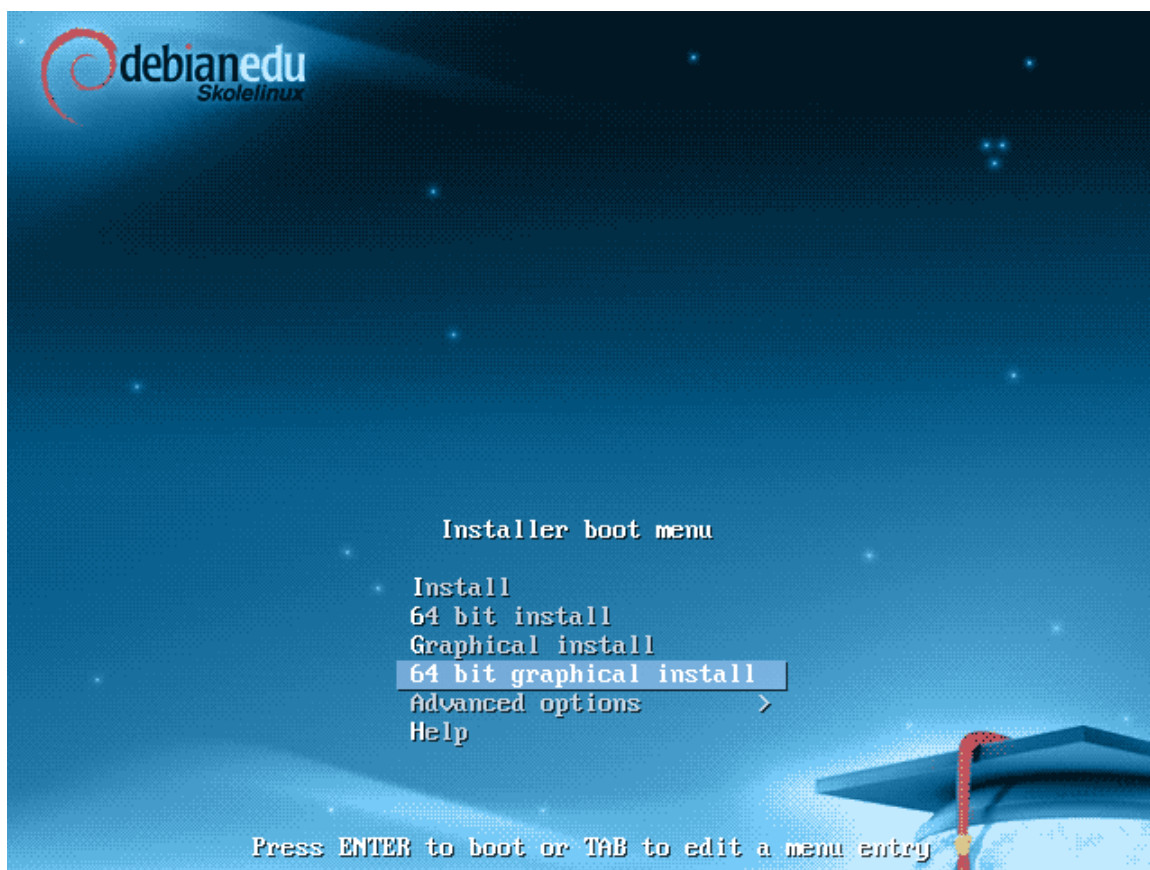 debianedu
Skolelinux
Installer boot menu
Install
64 bit install
Graphical install
64 bit graphical install
Advanced options >
Help
Press ENTER to boot or TAB to edit a menu entry